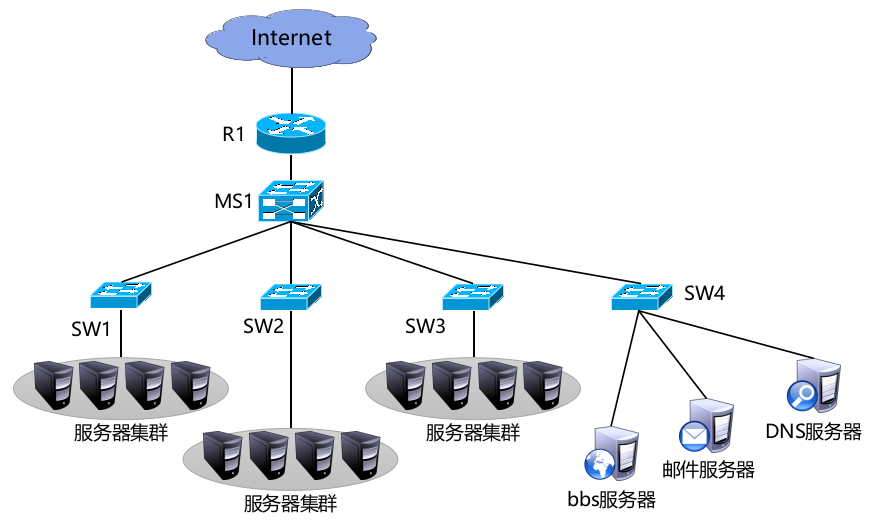 Internet
R1
MS1
SW1
SW2
SW3
SW4
服务器集群
服务器集群
服务器集群
DNS服务器
邮件服务器
bbs服务器